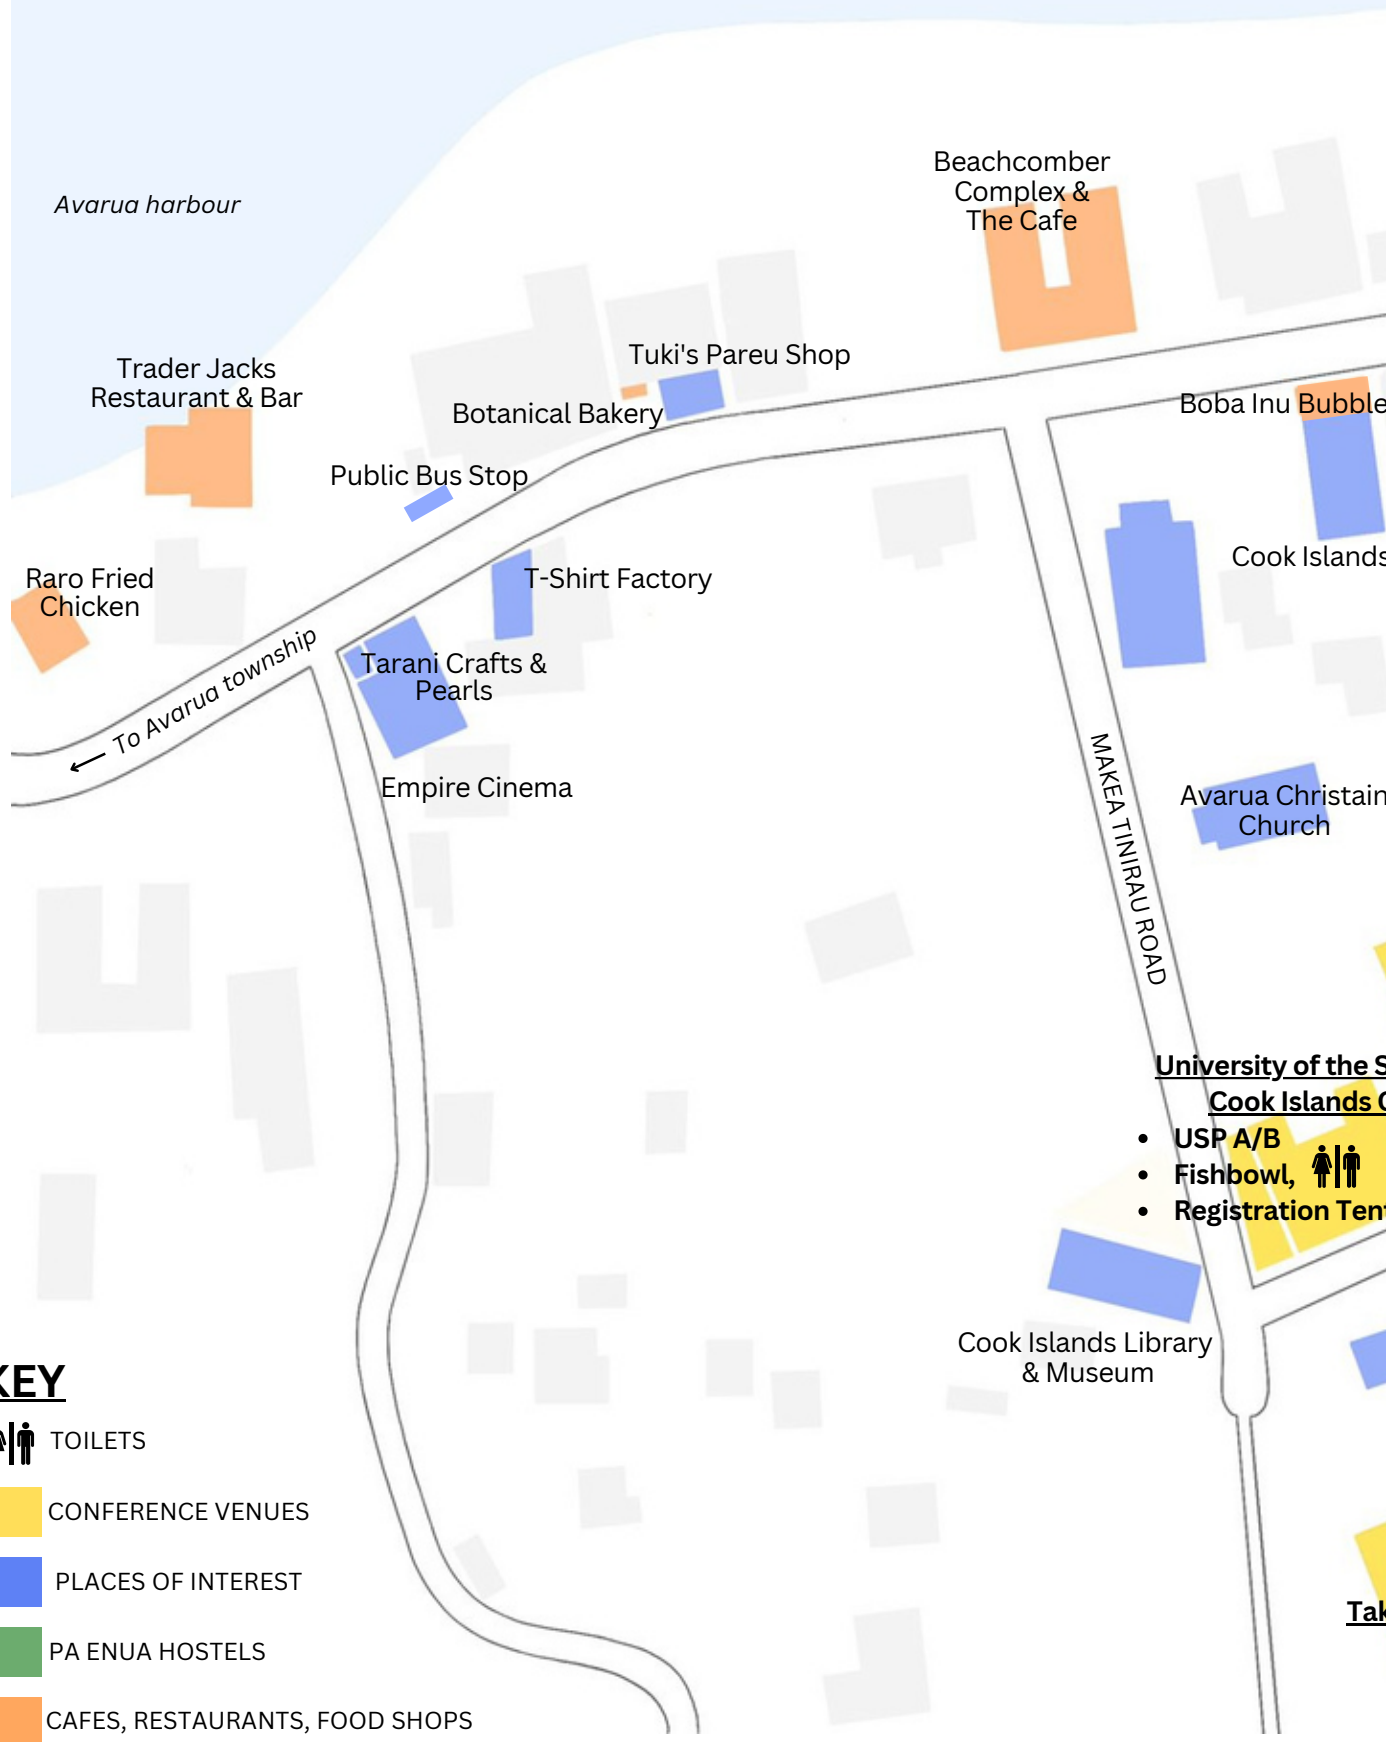 Beachcomber
Complex &
The Cafe
Avarua harbour
Tuki's Pareu Shop
Trader Jacks
Restaurant & Bar
Botanical Bakery
Boba Inu Bubble
Public Bus Stop
Cook Islands
Raro Fried
Chicken
T-Shirt Factory
← To Avarua township
Tarani Crafts &
Pearls
Empire Cinema
MAKEA TINIRAU ROAD
Avarua Christain
Church
University of the S
Cook Islands C
• USP A/B
• Fishbowl,
• Registration Tent
Cook Islands Library
& Museum
KEY
TOILETS
CONFERENCE VENUES
PLACES OF INTEREST
Tak
PA ENUA HOSTELS
CAFES, RESTAURANTS, FOOD SHOPS